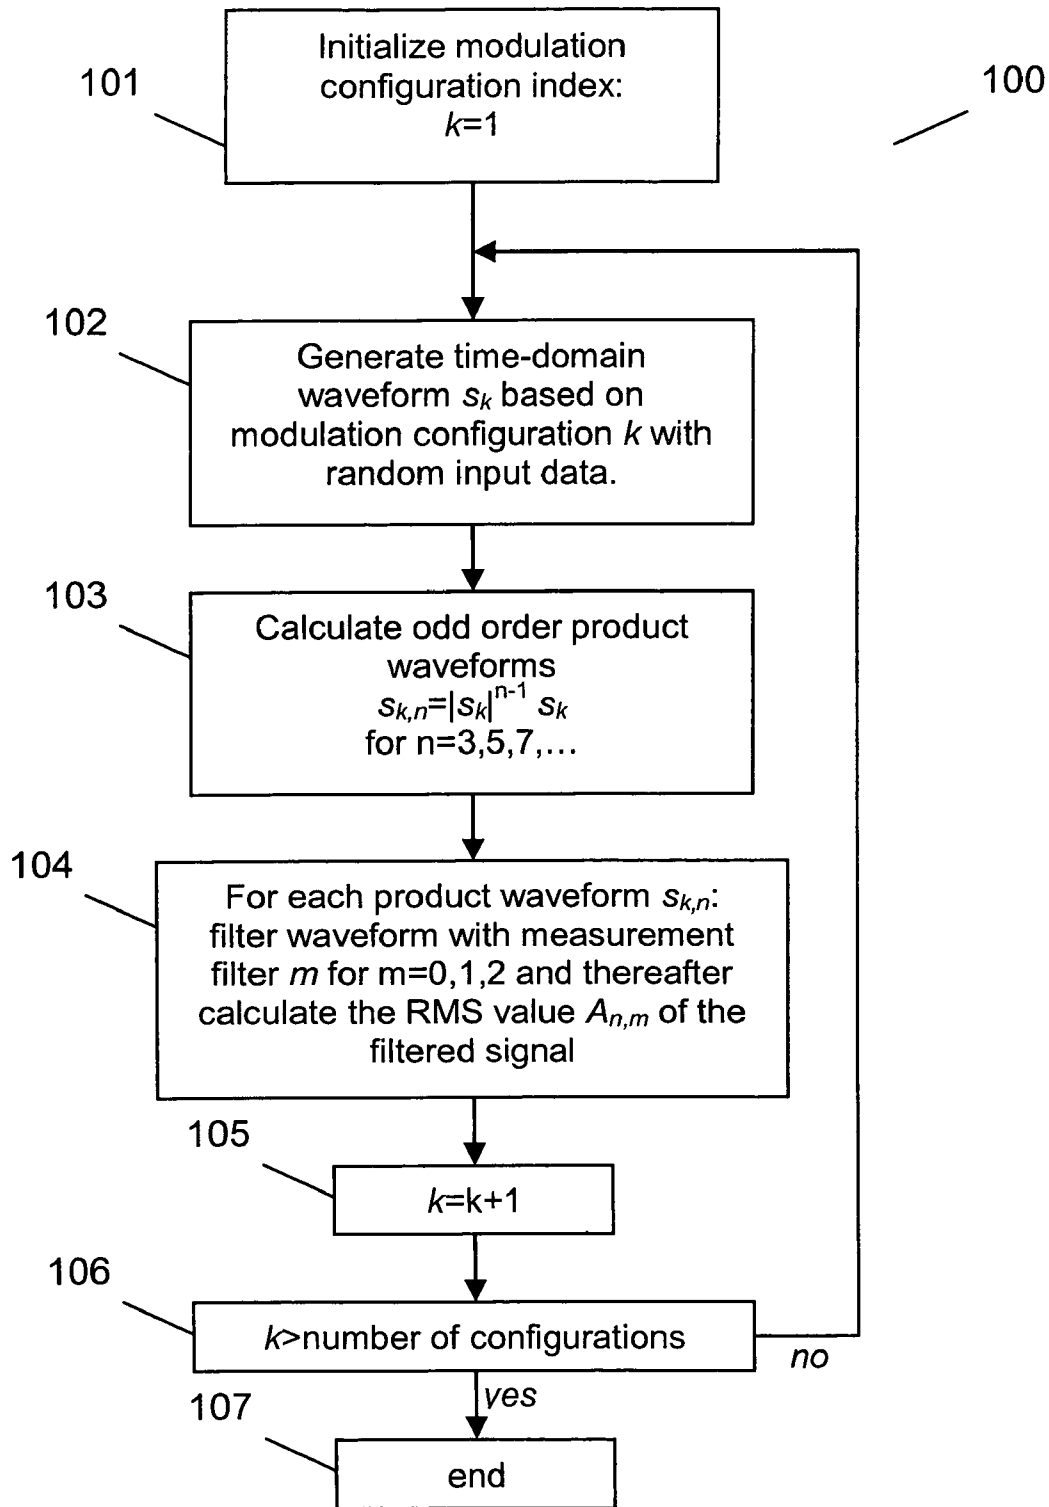 Initialize modulation
configuration index:
k=1
101
100
102
Generate time-domain
waveform sk based on
modulation configuration k with
random input data.
103
Calculate odd order product
waveforms
sk,n=|sk|n-1 sk
for n=3,5,7,…
104
For each product waveform sk,n:
filter waveform with measurement
filter m for m=0,1,2 and thereafter
calculate the RMS value An,m of the
filtered signal
105
k=k+1
106
k>number of configurations
no
yes
107
end